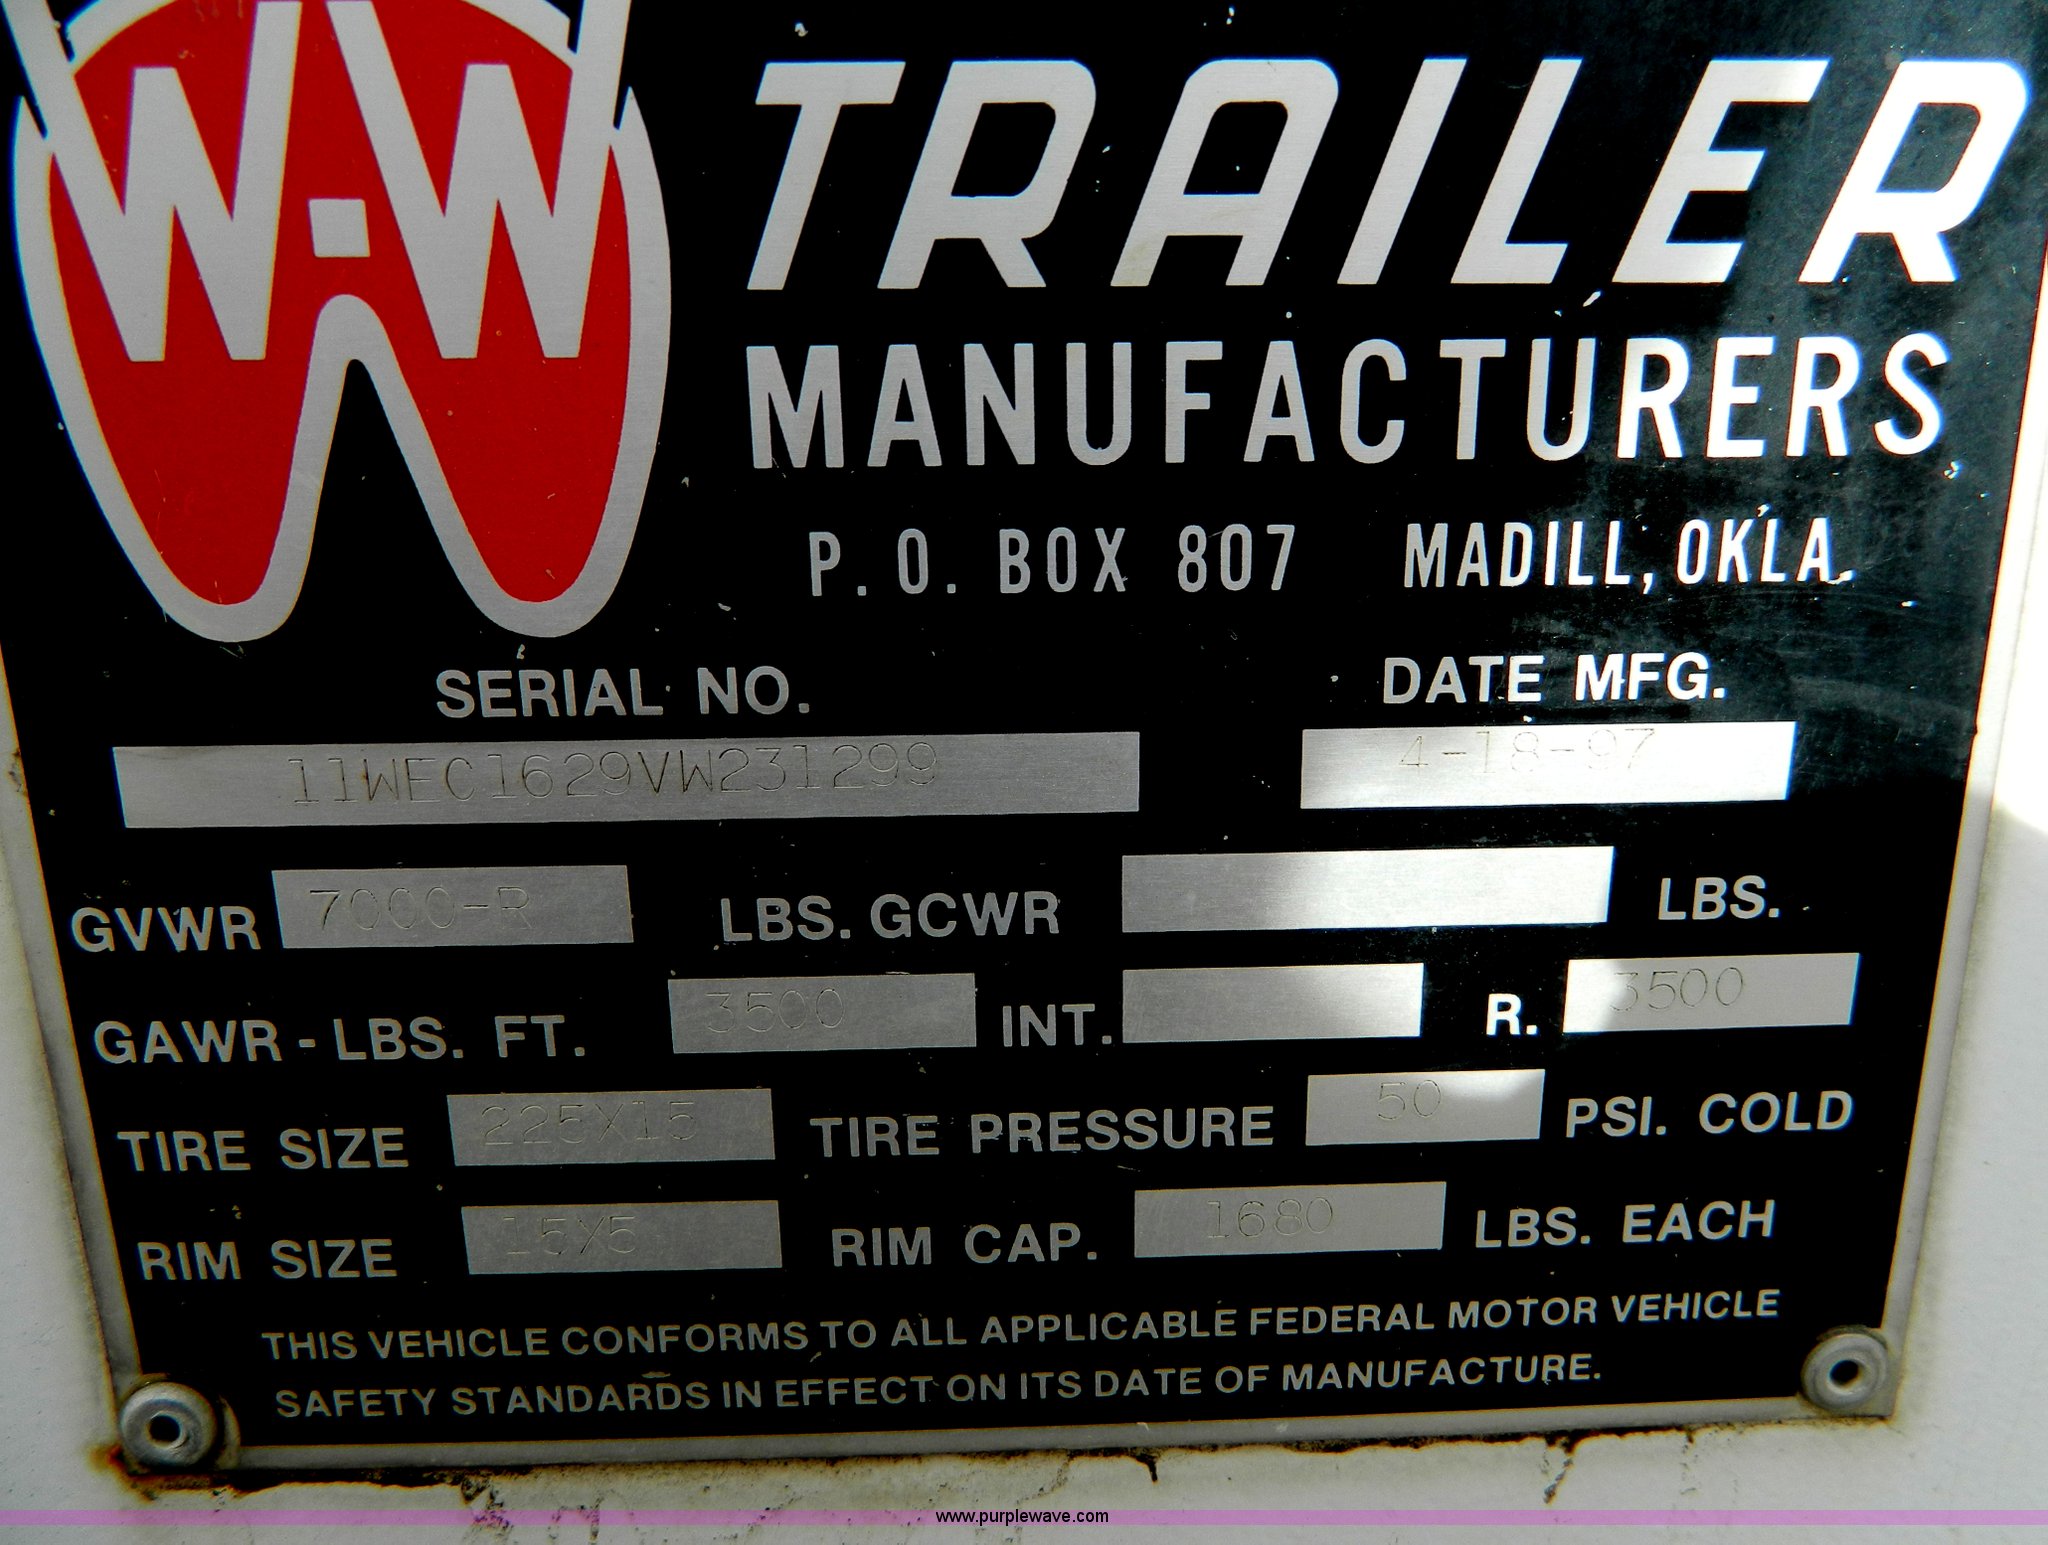 W-W TRAILER
MANUFACTURERS
P. O. BOX 807 MADILL, OKLA.
SERIAL NO. DATE MFG.
11WEC1629VW231299 4-18-97
GVWR 7000-R LBS. GCWR LBS.
GAWR - LBS. FT. 3500 INT. R. 3500
TIRE SIZE 225X15 TIRE PRESSURE 50 PSI. COLD
RIM SIZE 15X5 RIM CAP. 1680 LBS. EACH
THIS VEHICLE CONFORMS TO ALL APPLICABLE FEDERAL MOTOR VEHICLE
SAFETY STANDARDS IN EFFECT ON ITS DATE OF MANUFACTURE.
www.purplewave.com